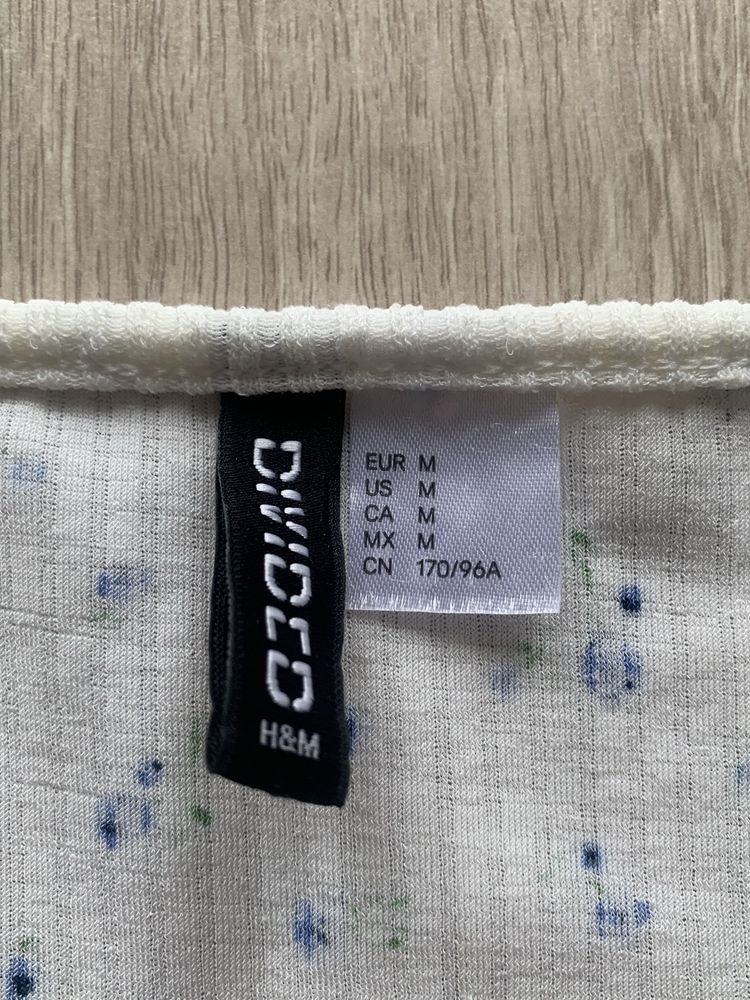 DIVIDED
H&M
EUR M
US M
CA M
MX M
CN 170/96A